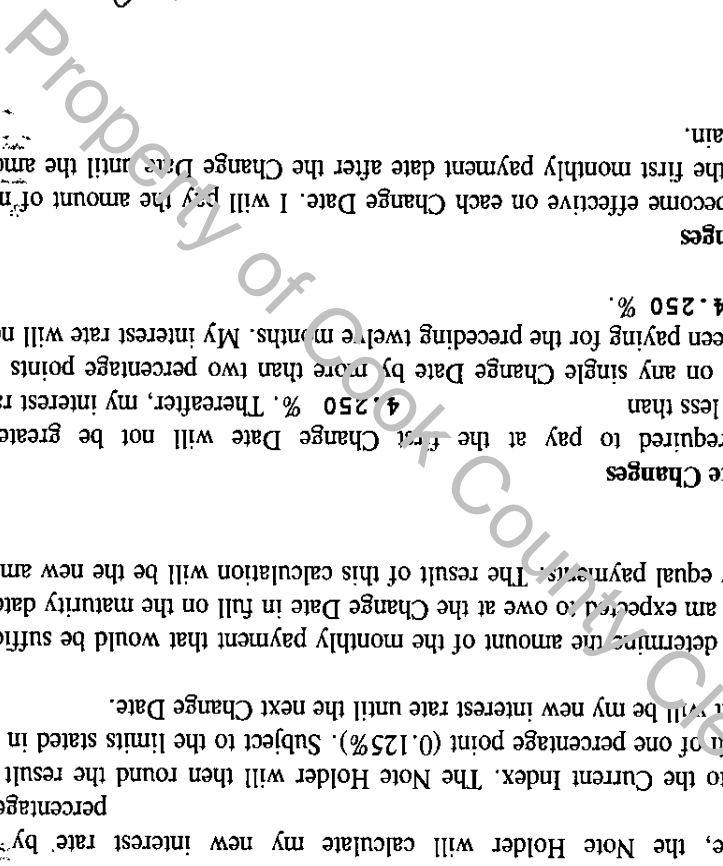 e, the Note Holder will calculate my new interest rate by
percentage
to the Current Index. The Note Holder will then round the result
of one percentage point (0.125%). Subject to the limits stated in
will be my new interest rate until the next Change Date.
determine the amount of the monthly payment that would be suffic
am expected to owe at the Change Date in full on the maturity date
equal payments. The result of this calculation will be the new am
e Changes
required to pay at the first Change Date will not be greate
less than 4.250 %. Thereafter, my interest ra
on any single Change Date by more than two percentage points
een paying for the preceding twelve months. My interest rate will n
4.250 %.
nges
become effective on each Change Date. I will pay the amount of
the first monthly payment date after the Change Date until the amo
ain.
Property of Cook County Cle